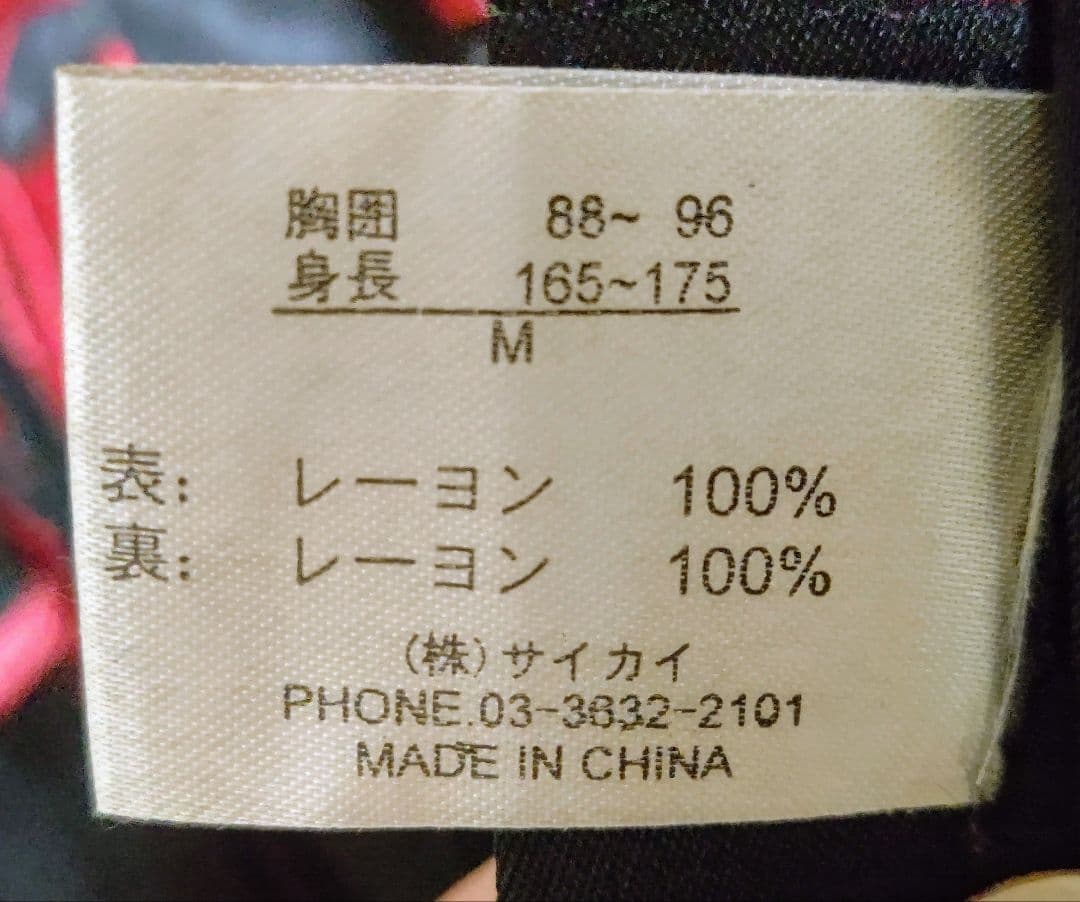 胸囲 88~ 96
身長 165~175
M
表: レーヨン 100%
裏: レーヨン 100%
(株)サイカイ
PHONE.03-3632-2101
MADE IN CHINA